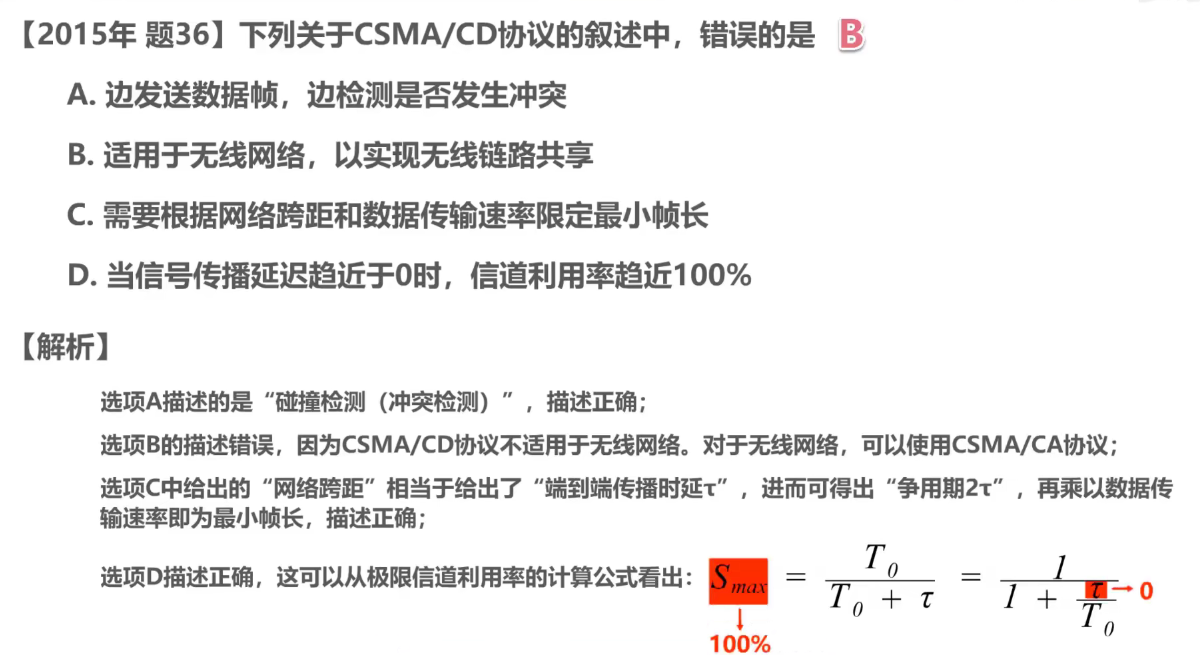 【2015年 题36】下列关于CSMA/CD协议的叙述中，错误的是 B
A. 边发送数据帧，边检测是否发生冲突
B. 适用于无线网络，以实现无线链路共享
C. 需要根据网络跨距和数据传输速率限定最小帧长
D. 当信号传播延迟趋近于0时，信道利用率趋近100%
【解析】
选项A描述的是“碰撞检测（冲突检测）”，描述正确；
选项B的描述错误，因为CSMA/CD协议不适用于无线网络。对于无线网络，可以使用CSMA/CA协议；
选项C中给出的“网络跨距”相当于给出了“端到端传播时延τ”，进而可得出“争用期2τ”，再乘以数据传
输速率即为最小帧长，描述正确；
选项D描述正确，这可以从极限信道利用率的计算公式看出： S_max = T_0 / (T_0 + τ) = 1 / (1 + τ/T_0) → 0
↓
100%